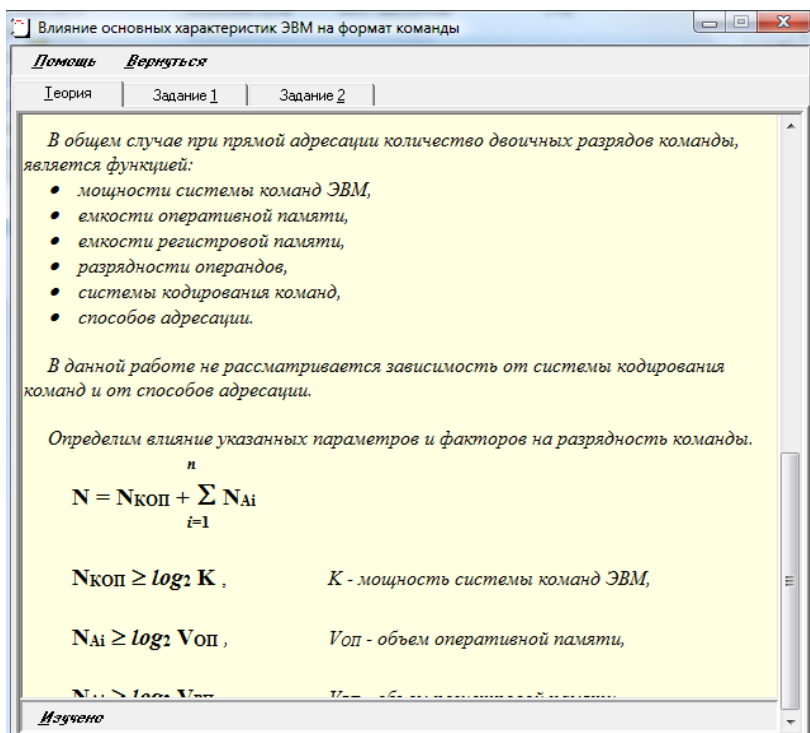 Влияние основных характеристик ЭВМ на формат команды
Помощь Вернуться
Теория Задание 1 Задание 2
В общем случае при прямой адресации количество двоичных разрядов команды,
является функцией:
• мощности системы команд ЭВМ,
• емкости оперативной памяти,
• емкости регистровой памяти,
• разрядности операндов,
• системы кодирования команд,
• способов адресации.
В данной работе не рассматривается зависимость от системы кодирования
команд и от способов адресации.
Определим влияние указанных параметров и факторов на разрядность команды.
n
N = NКОП + Σ NAi
i=1
NКОП ≥ log2 K , K - мощность системы команд ЭВМ,
NAi ≥ log2 VОП , VОП - объем оперативной памяти,
Изучено